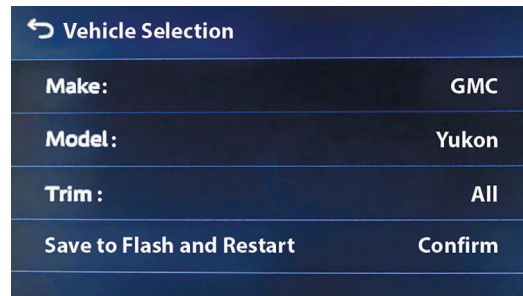 Vehicle Selection
Make: GMC
Model: Yukon
Trim : All
Save to Flash and Restart Confirm